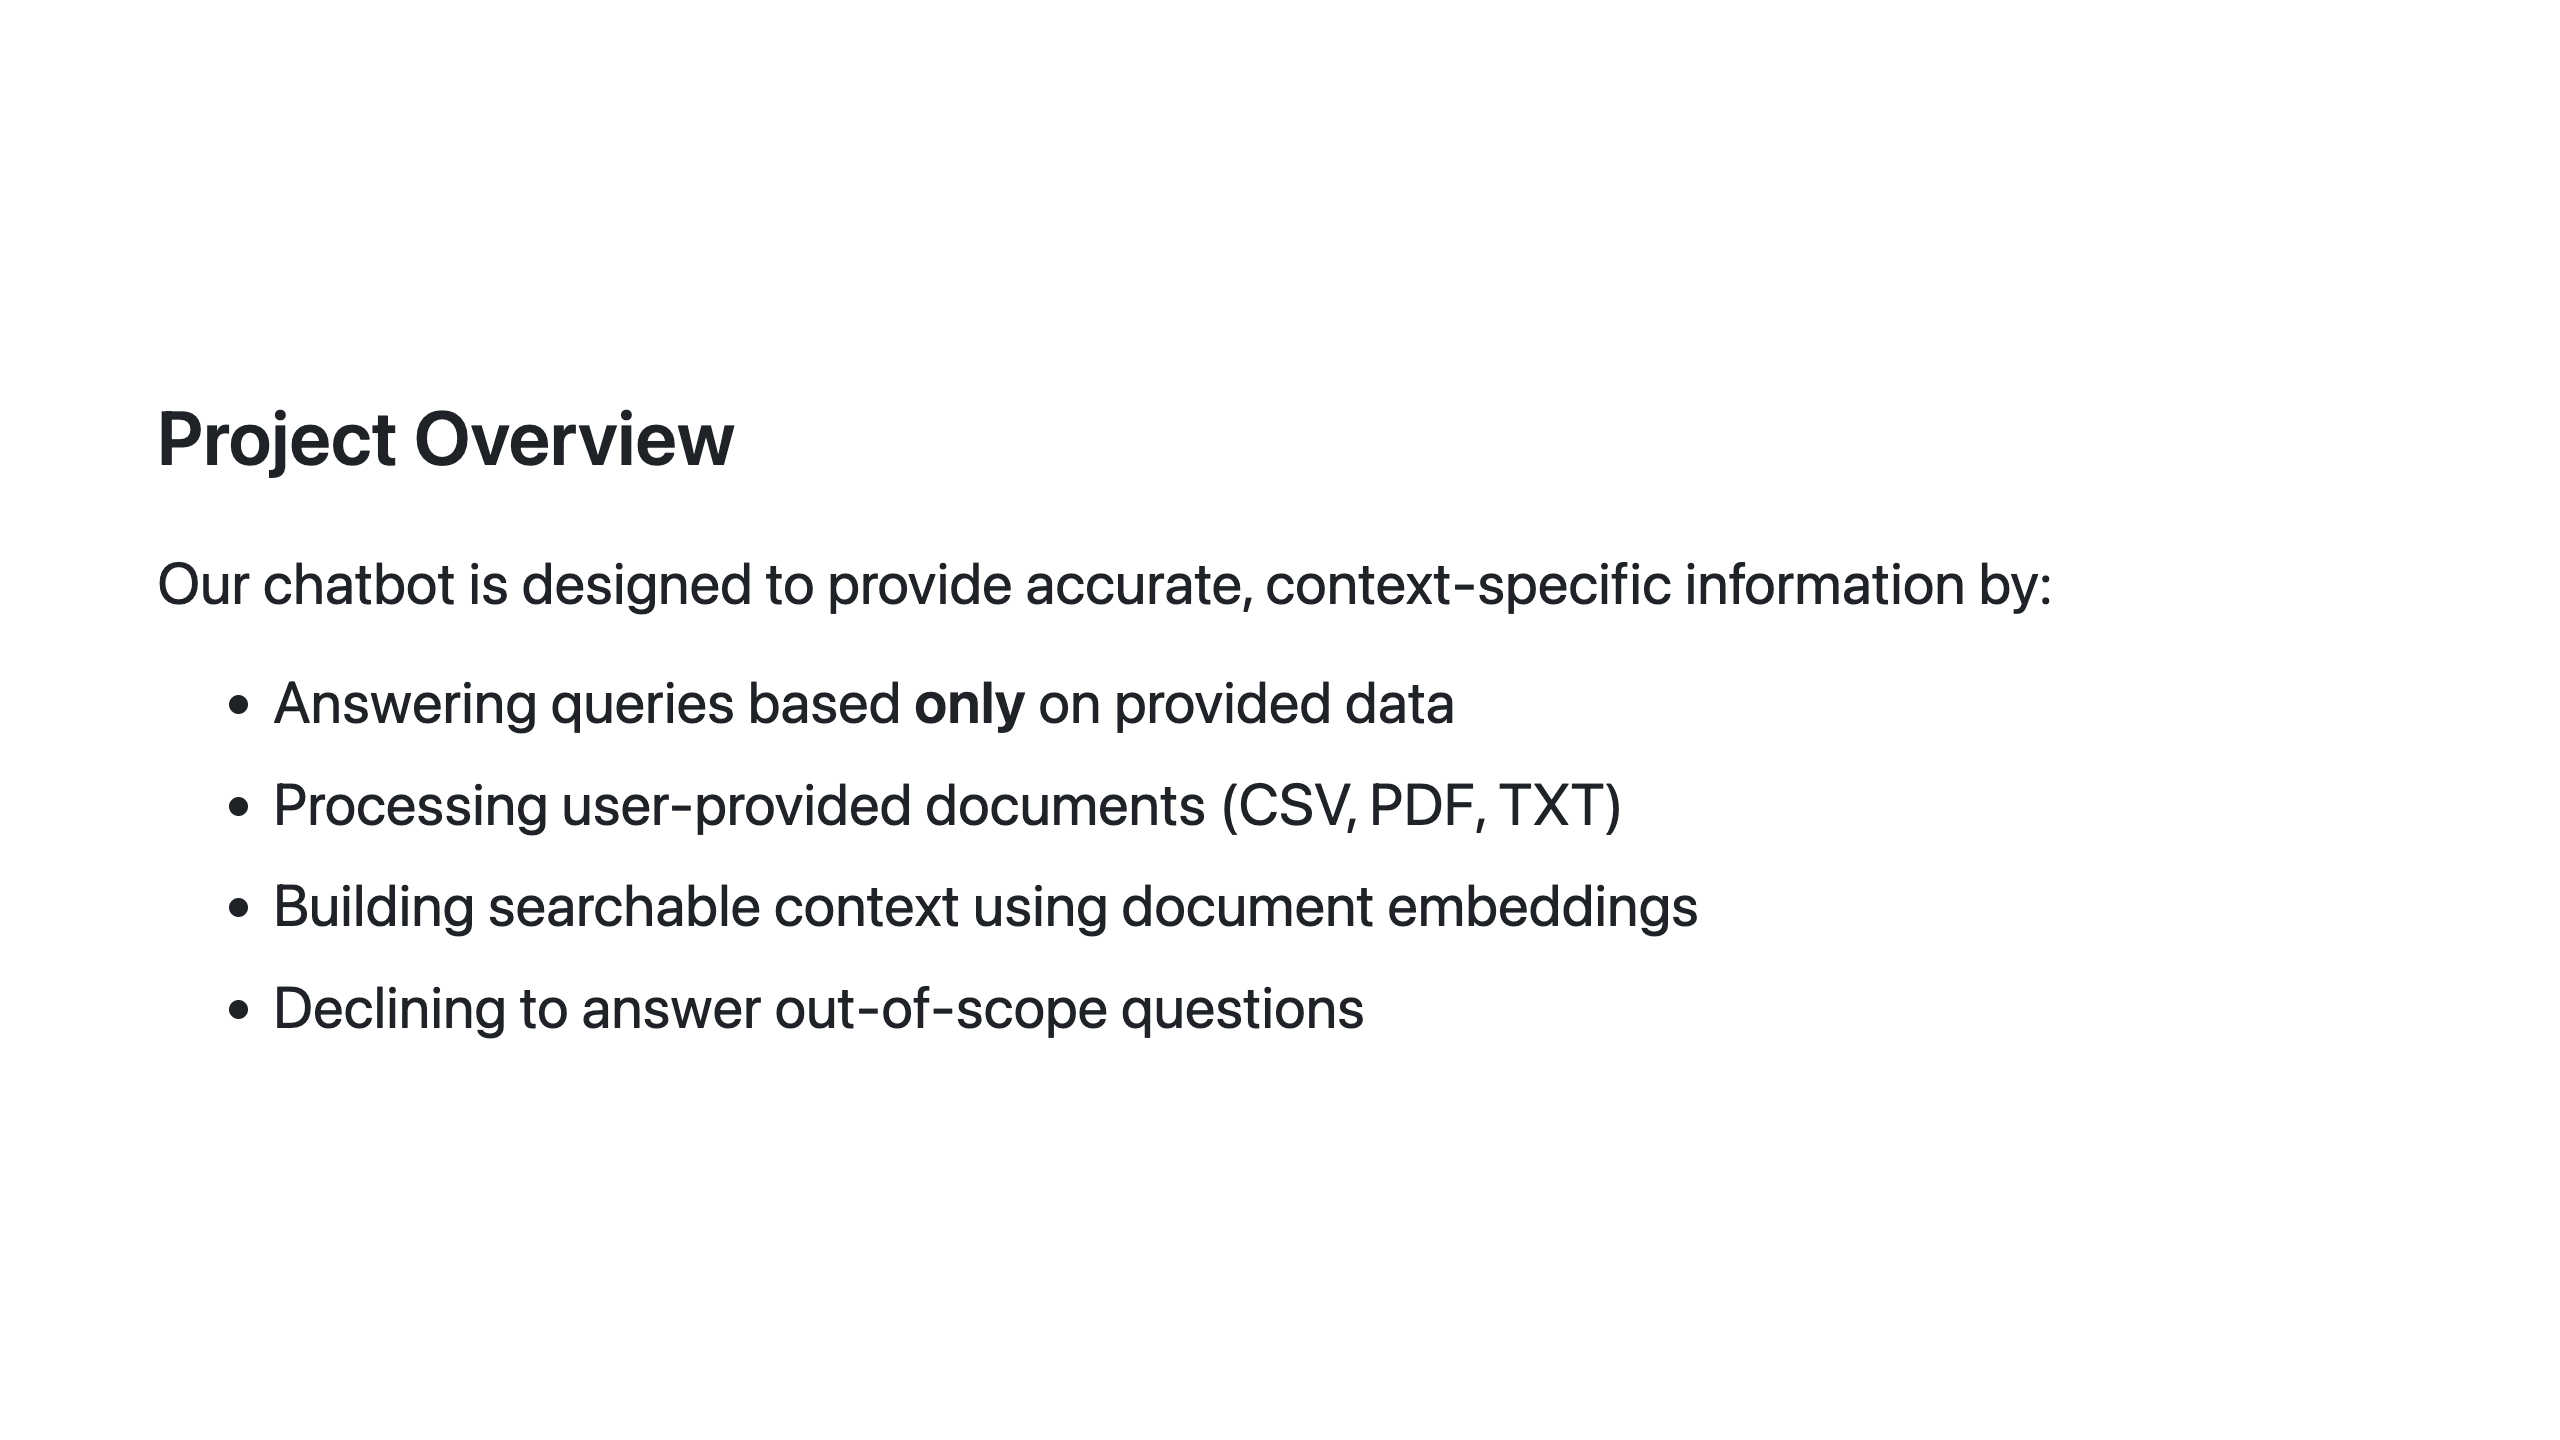 Project Overview
Our chatbot is designed to provide accurate, context-specific information by:
• Answering queries based only on provided data
• Processing user-provided documents (CSV, PDF, TXT)
• Building searchable context using document embeddings
• Declining to answer out-of-scope questions